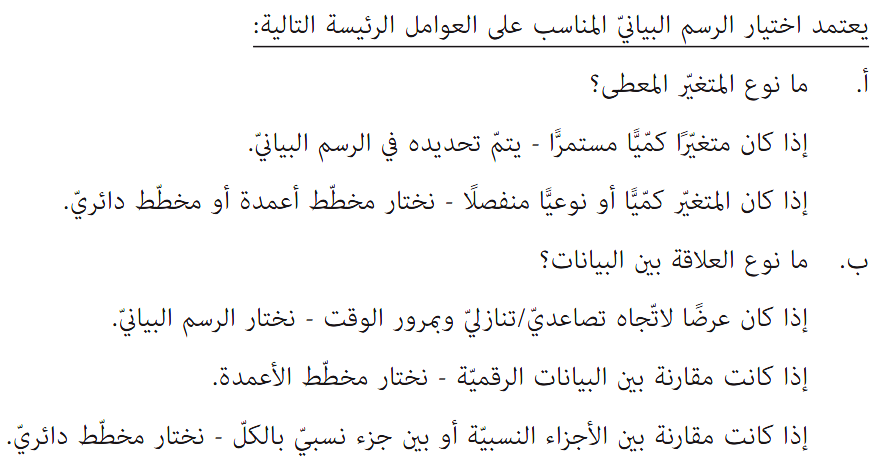 يعتمد اختيار الرسم البيانيّ المناسب على العوامل الرئيسة التالية:
أ. ما نوع المتغيّر المعطى؟
إذا كان متغيّرًا كمّيًّا مستمرًّا - يتمّ تحديده في الرسم البيانيّ.
إذا كان المتغيّر كمّيًّا أو نوعيًّا منفصلًا - نختار مخطّط أعمدة أو مخطّط دائريّ.
ب. ما نوع العلاقة بين البيانات؟
إذا كان عرضًا لاتّجاه تصاعديّ/تنازليّ وبمرور الوقت - نختار الرسم البيانيّ.
إذا كانت مقارنة بين البيانات الرقميّة - نختار مخطّط الأعمدة.
إذا كانت مقارنة بين الأجزاء النسبيّة أو بين جزء نسبيّ بالكلّ - نختار مخطّط دائريّ.